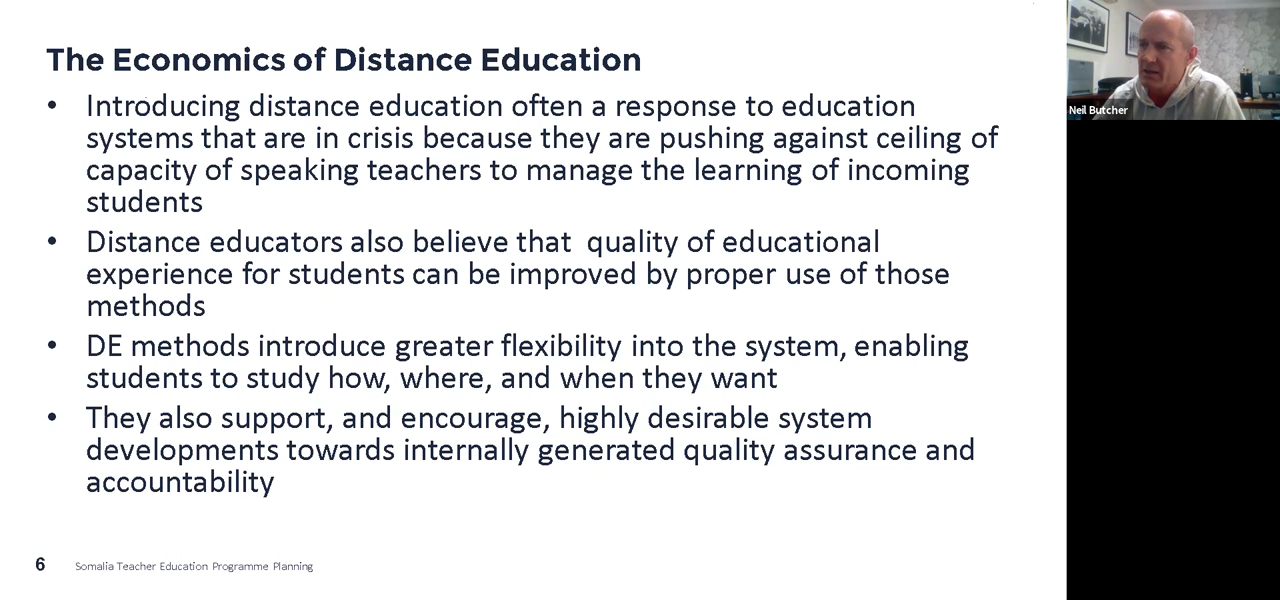 The Economics of Distance Education
• Introducing distance education often a response to education
systems that are in crisis because they are pushing against ceiling of
capacity of speaking teachers to manage the learning of incoming
students
• Distance educators also believe that quality of educational
experience for students can be improved by proper use of those
methods
• DE methods introduce greater flexibility into the system, enabling
students to study how, where, and when they want
• They also support, and encourage, highly desirable system
developments towards internally generated quality assurance and
accountability
6 Somalia Teacher Education Programme Planning
Neil Butcher